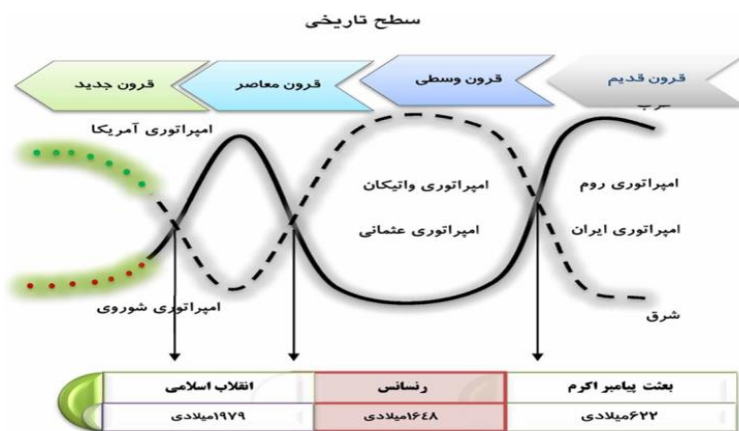 سطح تاریخی
قرون قدیم
قرون وسطی
قرون معاصر
قرون جدید
امپراتوری آمریکا
امپراتوری واتیکان
امپراتوری روم
امپراتوری عثمانی
امپراتوری ایران
امپراتوری شوروی
شرق
بعثت پیامبر اکرم
رنسانس
انقلاب اسلامی
۶۲۲میلادی
۱۶٤۸میلادی
۱۹۷۹میلادی